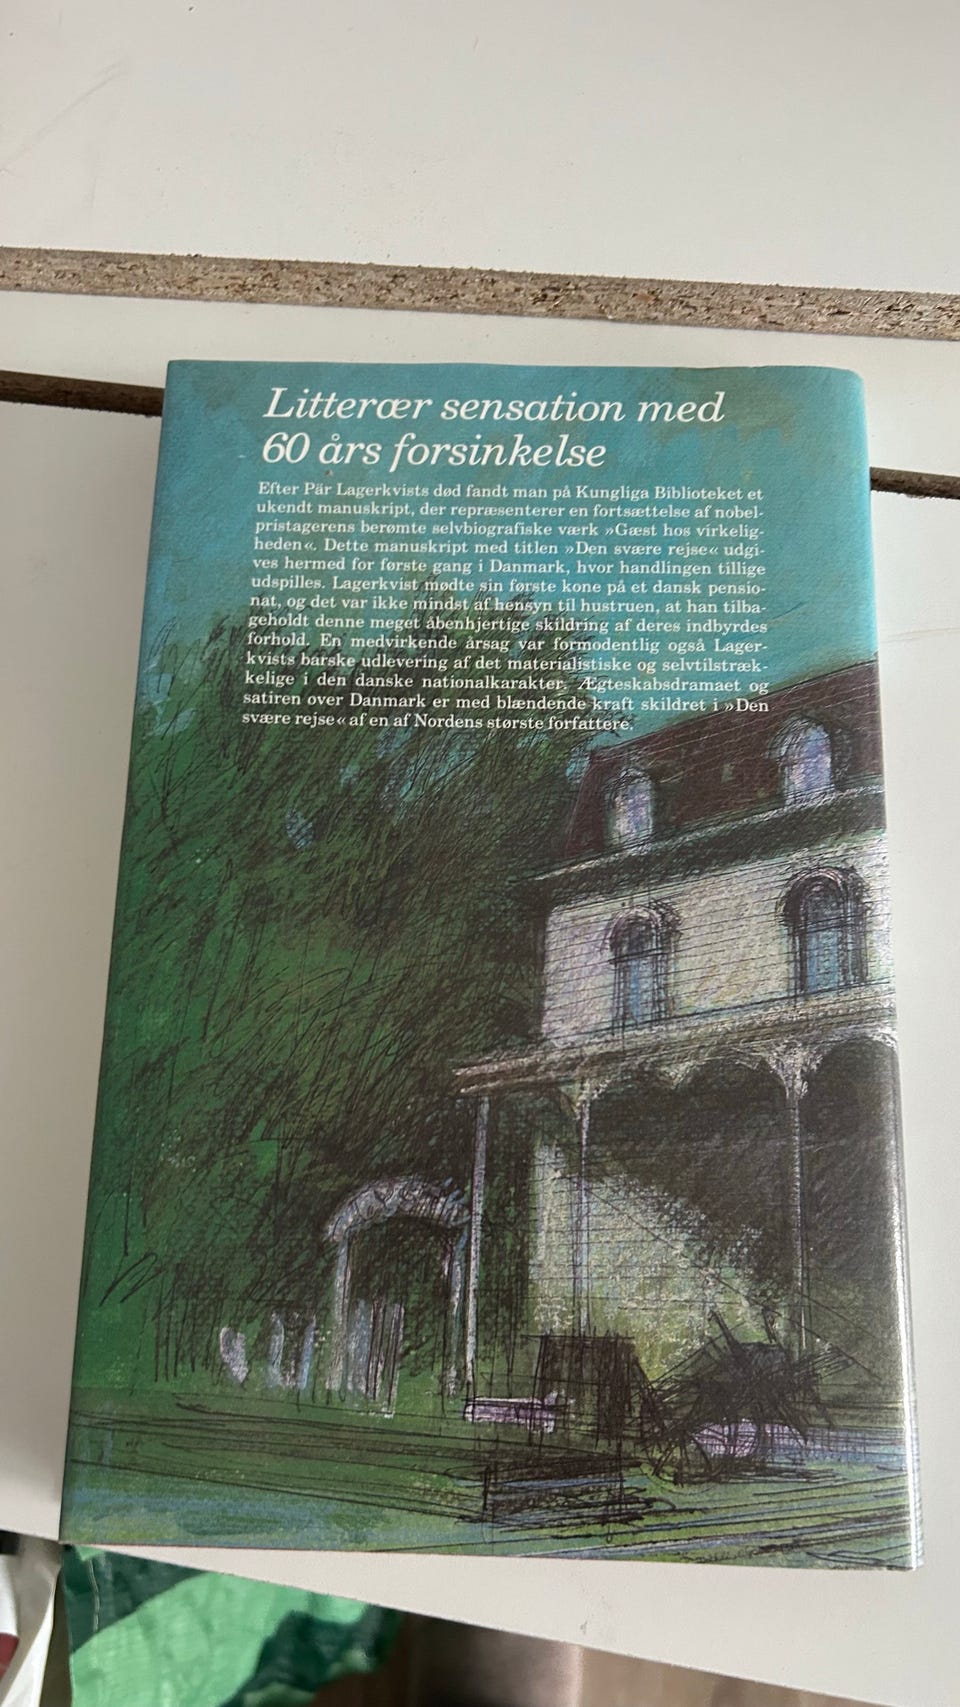 Litterær sensation med
60 års forsinkelse
Efter Pär Lagerkvists død fandt man på Kungliga Biblioteket et
ukendt manuskript, der repræsenterer en fortsættelse af nobel-
pristagerens berømte selvbiografiske værk »Gæst hos virkelig-
heden«. Dette manuskript med titlen »Den svære rejse« udgi-
ves hermed for første gang i Danmark, hvor handlingen tillige
udspilles. Lagerkvist mødte sin første kone på et dansk pensio-
nat, og det var ikke mindst af hensyn til hustruen, at han tilba-
geholdt denne meget åbenhjertige skildring af deres indbyrdes
forhold. En medvirkende årsag var formodentlig også Lager-
kvists barske udlevering af det materialistiske og selvtilstræk-
kelige i den danske nationalkarakter. Ægteskabsdramaet og
satiren over Danmark er med blændende kraft skildret i »Den
svære rejse« af en af Nordens største forfattere.